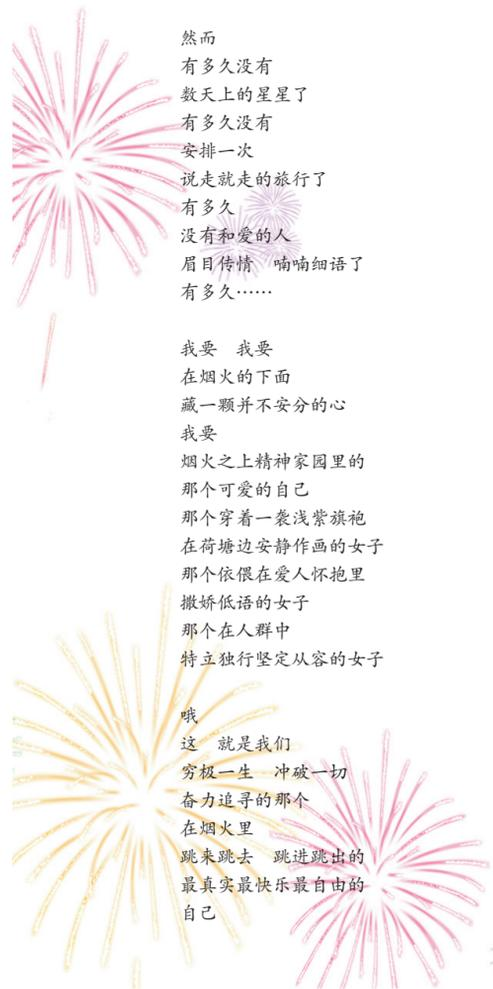 然而
有多久没有
数天上的星星了
有多久没有
安排一次
说走就走的旅行了
有多久
没有和爱的人
眉目传情　喃喃细语了
有多久……
我要　我要
在烟火的下面
藏一颗并不安分的心
我要
烟火之上精神家园里的
那个可爱的自己
那个穿着一袭浅紫旗袍
在荷塘边安静作画的女子
那个依偎在爱人怀抱里
撒娇低语的女子
那个在人群中
特立独行坚定从容的女子
哦
这　就是我们
穷极一生　冲破一切
奋力追寻的那个
在烟火里
跳来跳去　跳进跳出的
最真实最快乐最自由的
自己